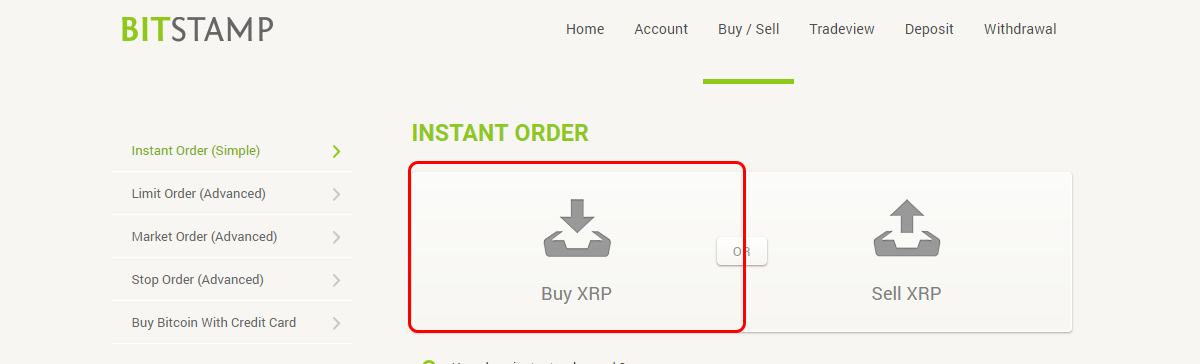 BITSTAMP
Home Account Buy / Sell Tradeview Deposit Withdrawal
INSTANT ORDER
Instant Order (Simple)
Limit Order (Advanced)
Market Order (Advanced)
Stop Order (Advanced)
Buy Bitcoin With Credit Card
Buy XRP
OR
Sell XRP